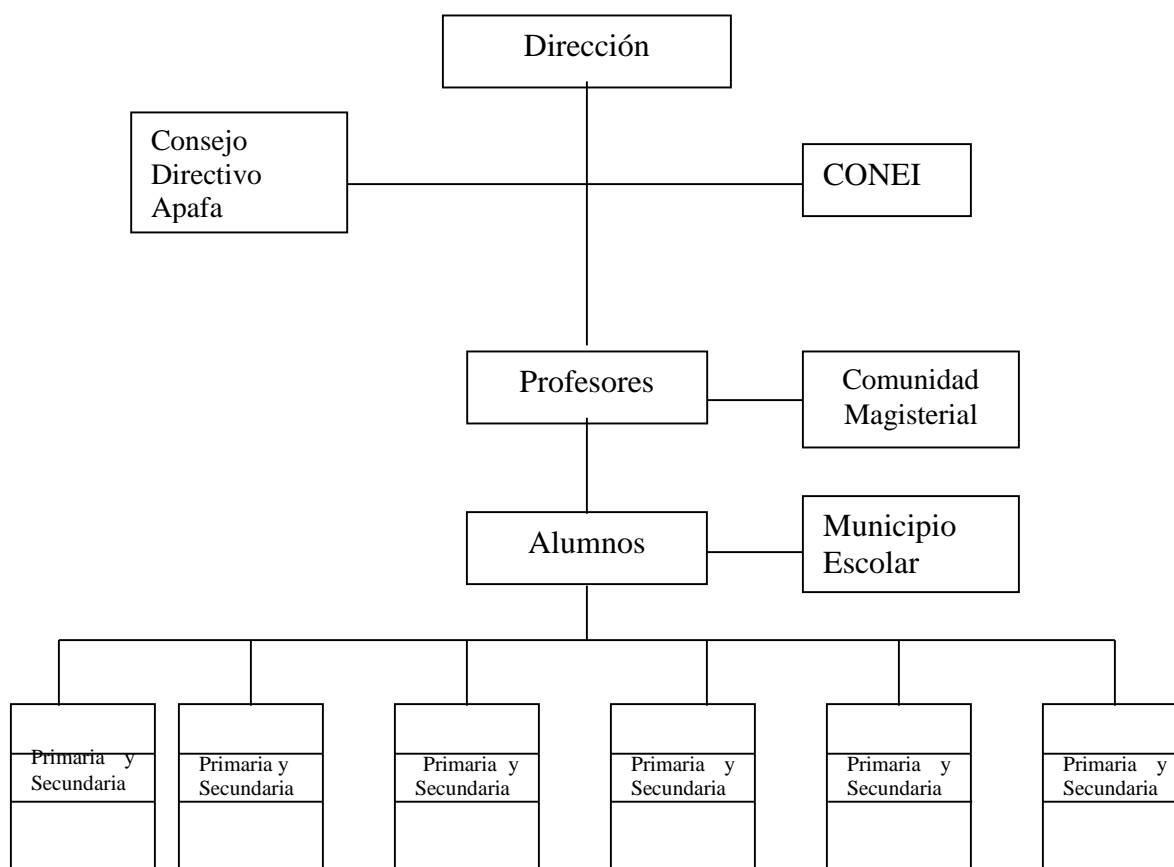 Dirección
Consejo
Directivo
Apafa
CONEI
Profesores
Comunidad
Magisterial
Alumnos
Municipio
Escolar
Primaria y
Secundaria
Primaria y
Secundaria
Primaria y
Secundaria
Primaria y
Secundaria
Primaria y
Secundaria
Primaria y
Secundaria